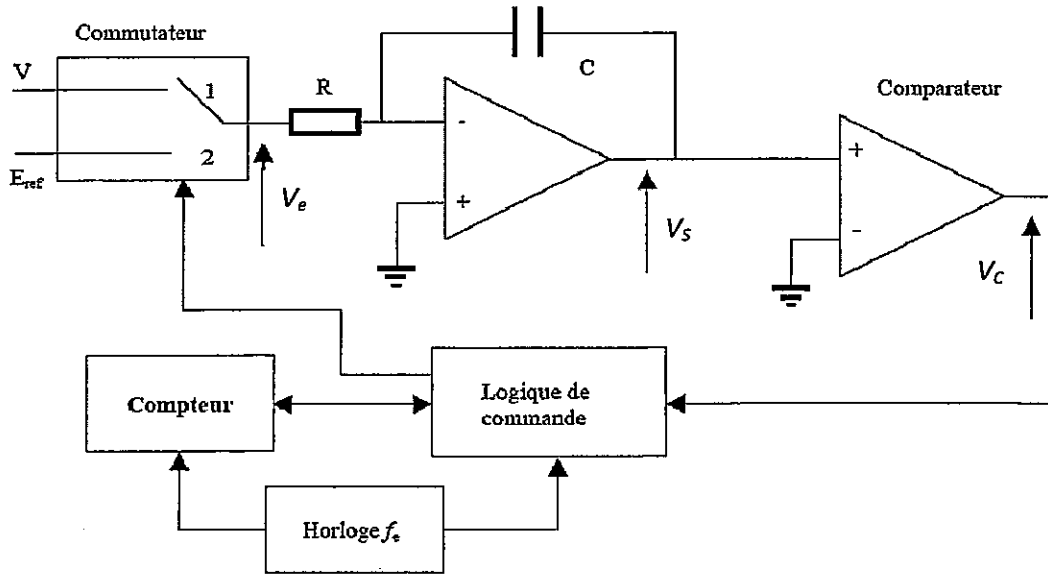 Commutateur
V
1
2
E_ref
V_e
R
-
+
C
V_S
Comparateur
+
-
V_C
Compteur
Logique de
commande
Horloge f_e